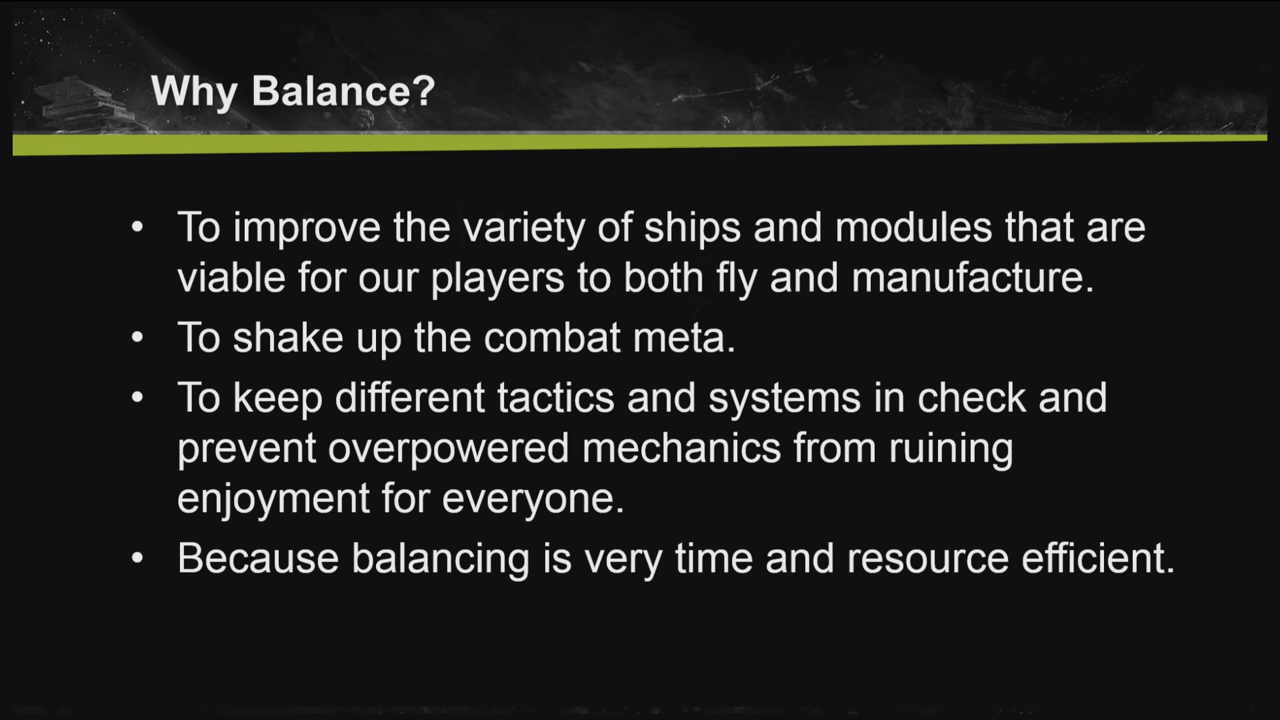 Why Balance?
• To improve the variety of ships and modules that are
viable for our players to both fly and manufacture.
• To shake up the combat meta.
• To keep different tactics and systems in check and
prevent overpowered mechanics from ruining
enjoyment for everyone.
• Because balancing is very time and resource efficient.